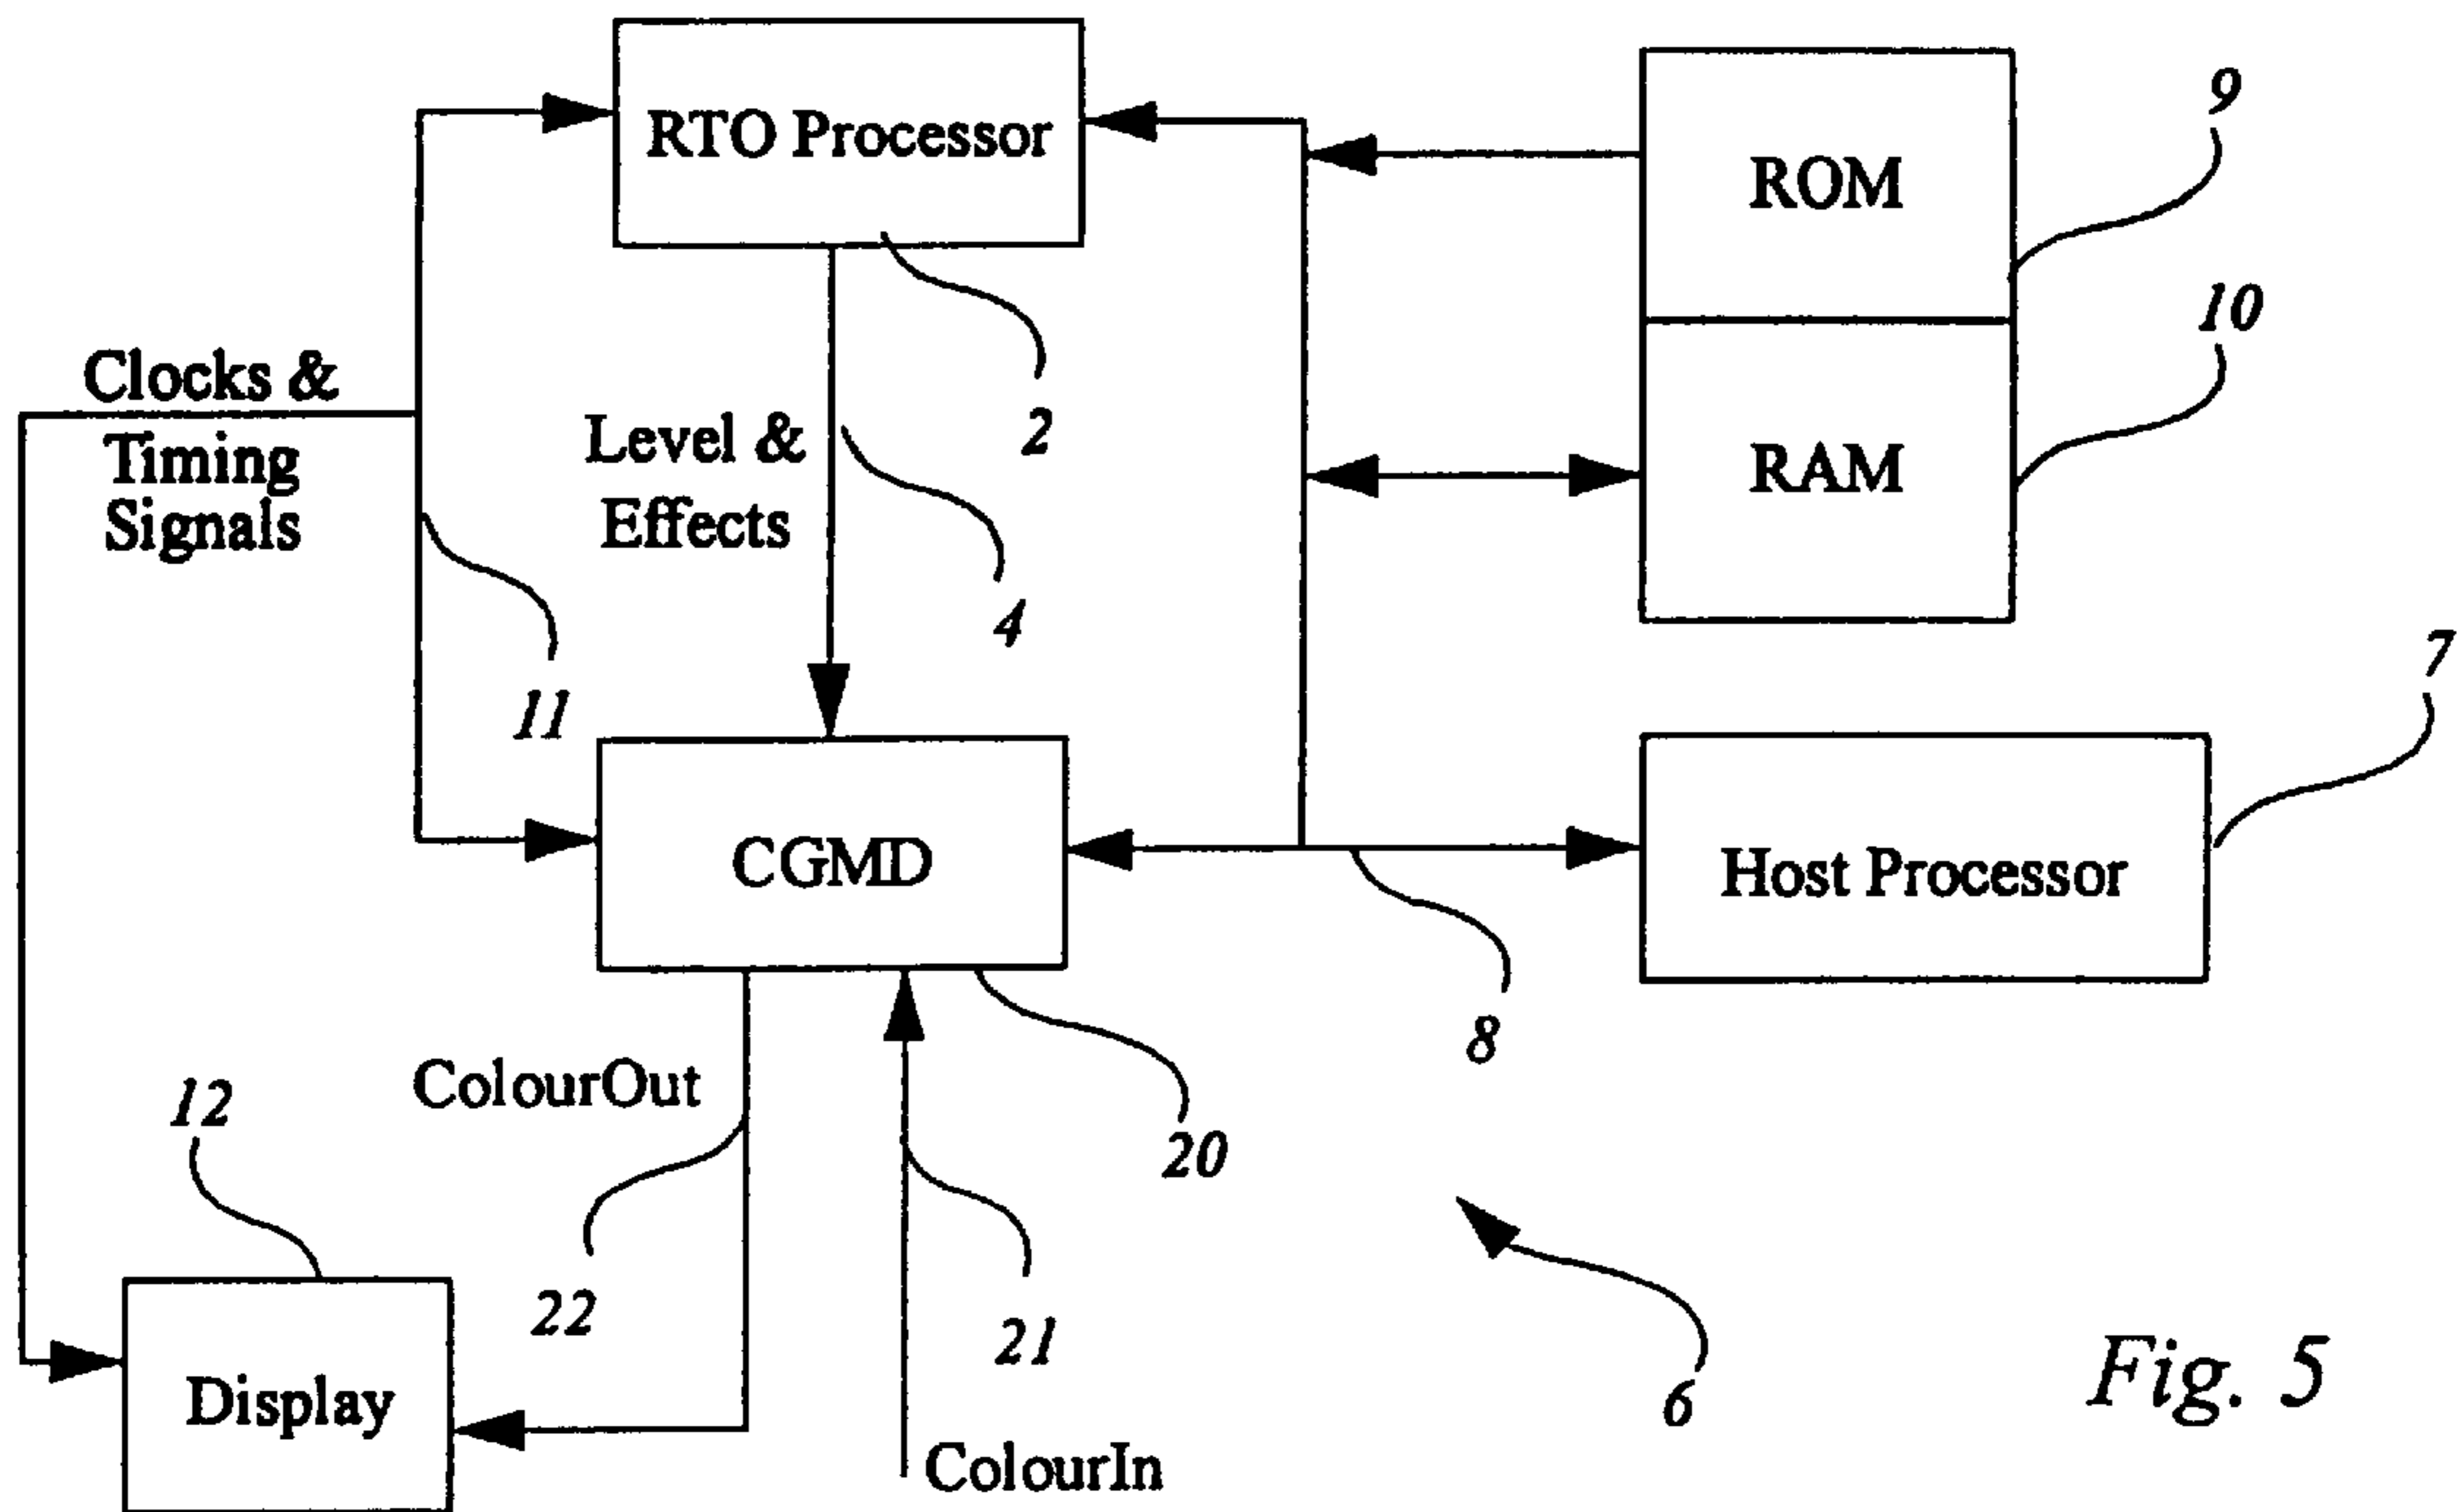 RTO Processor
ROM
9
RAM
10
Clocks &
Timing
Signals
Level &
Effects
2
4
11
7
CGMD
Host Processor
8
ColourOut
20
12
22
21
6
Display
ColourIn
Fig. 5